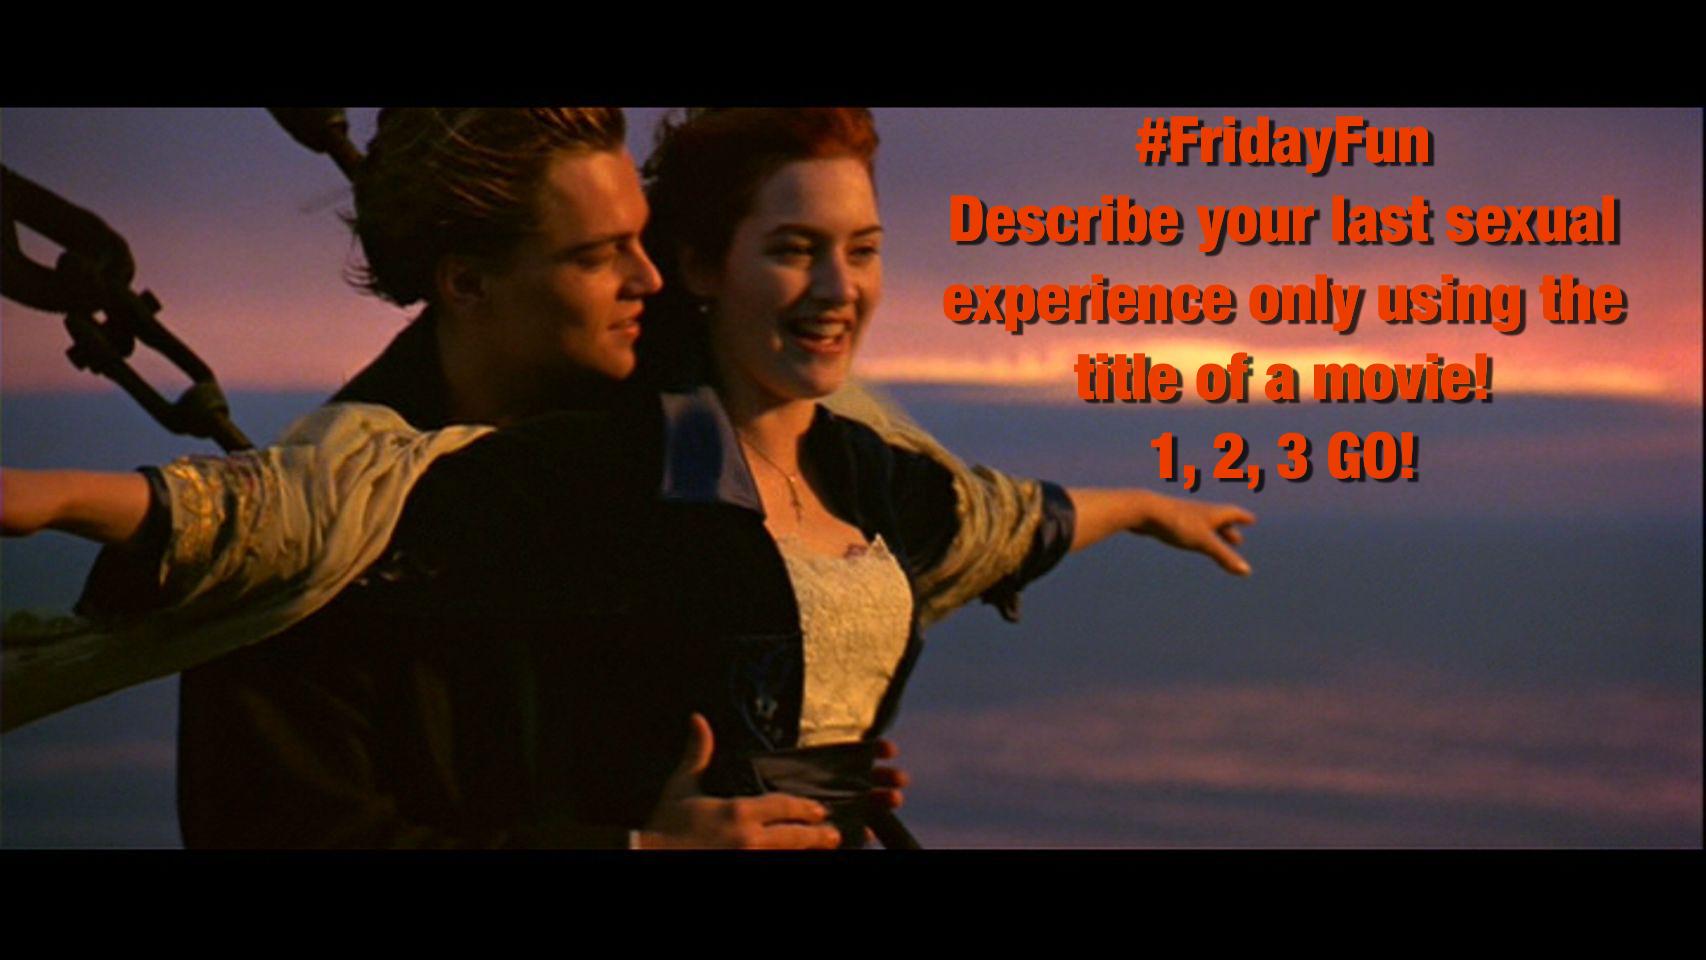 #FridayFun
Describe your last sexual
experience only using the
title of a movie!
1, 2, 3 GO!